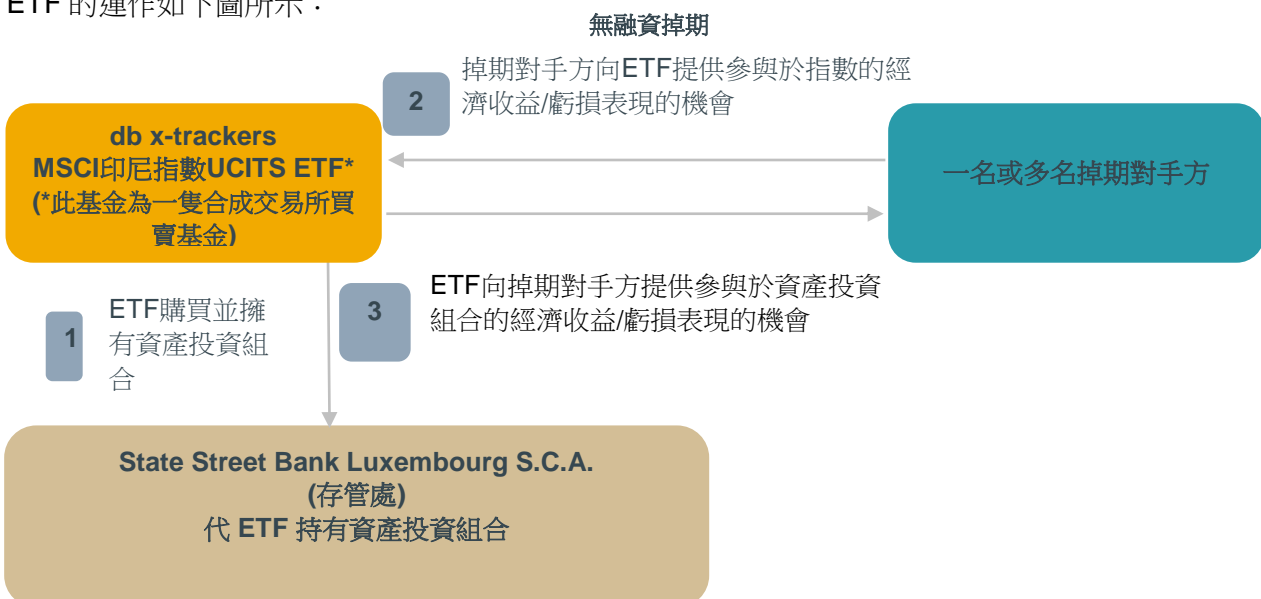 ETF 的運作如下圖所示：
無融資掉期
2
掉期對手方向ETF提供參與於指數的經
濟收益/虧損表現的機會
db x-trackers
MSCI印尼指數UCITS ETF*
(*此基金為一隻合成交易所買
賣基金)
一名或多名掉期對手方
1
ETF購買並擁
有資產投資組
合
3
ETF向掉期對手方提供參與於資產投資
組合的經濟收益/虧損表現的機會
State Street Bank Luxembourg S.C.A.
(存管處)
代 ETF 持有資產投資組合